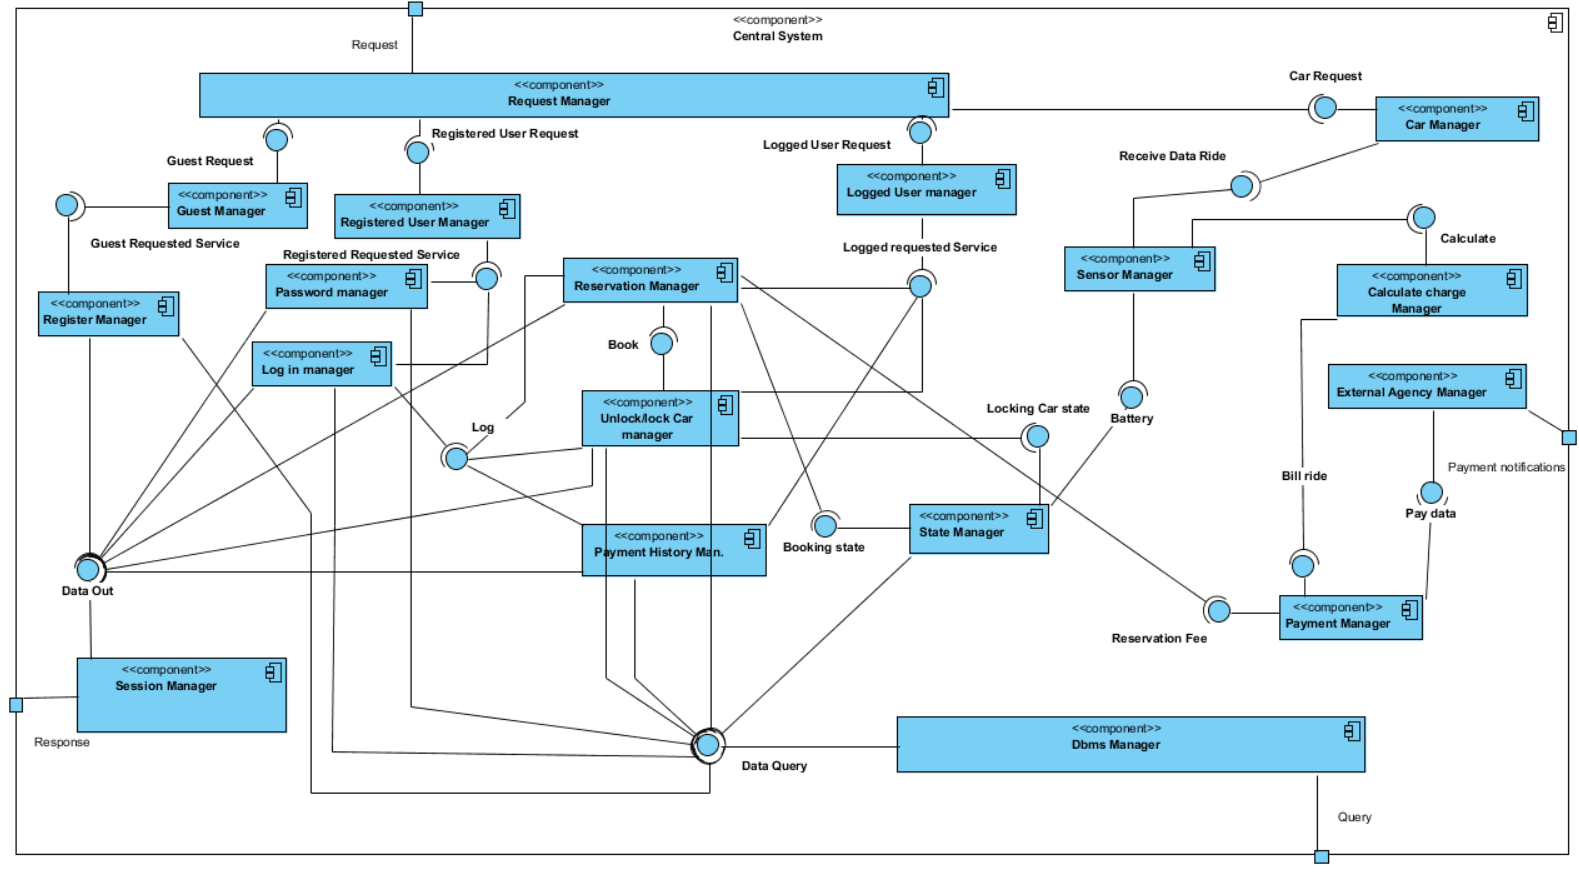 <<component>>
Central System
Request
<<component>>
Request Manager
Car Request
<<component>>
Car Manager
Registered User Request
Guest Request
Logged User Request
Receive Data Ride
<<component>>
Guest Manager
<<component>>
Registered User Manager
<<component>>
Logged User manager
Guest Requested Service
Registered Requested Service
Logged requested Service
Calculate
<<component>>
Sensor Manager
<<component>>
Password manager
<<component>>
Reservation Manager
<<component>>
Calculate charge
Manager
<<component>>
Register Manager
Book
<<component>>
Log in manager
<<component>>
External Agency Manager
<<component>>
Unlock/lock Car
manager
Locking Car state
Battery
Log
Payment notifications
Bill ride
Pay data
<<component>>
Payment History Man.
Booking state
<<component>>
State Manager
Data Out
<<component>>
Payment Manager
Reservation Fee
<<component>>
Session Manager
Response
<<component>>
Dbms Manager
Data Query
Query